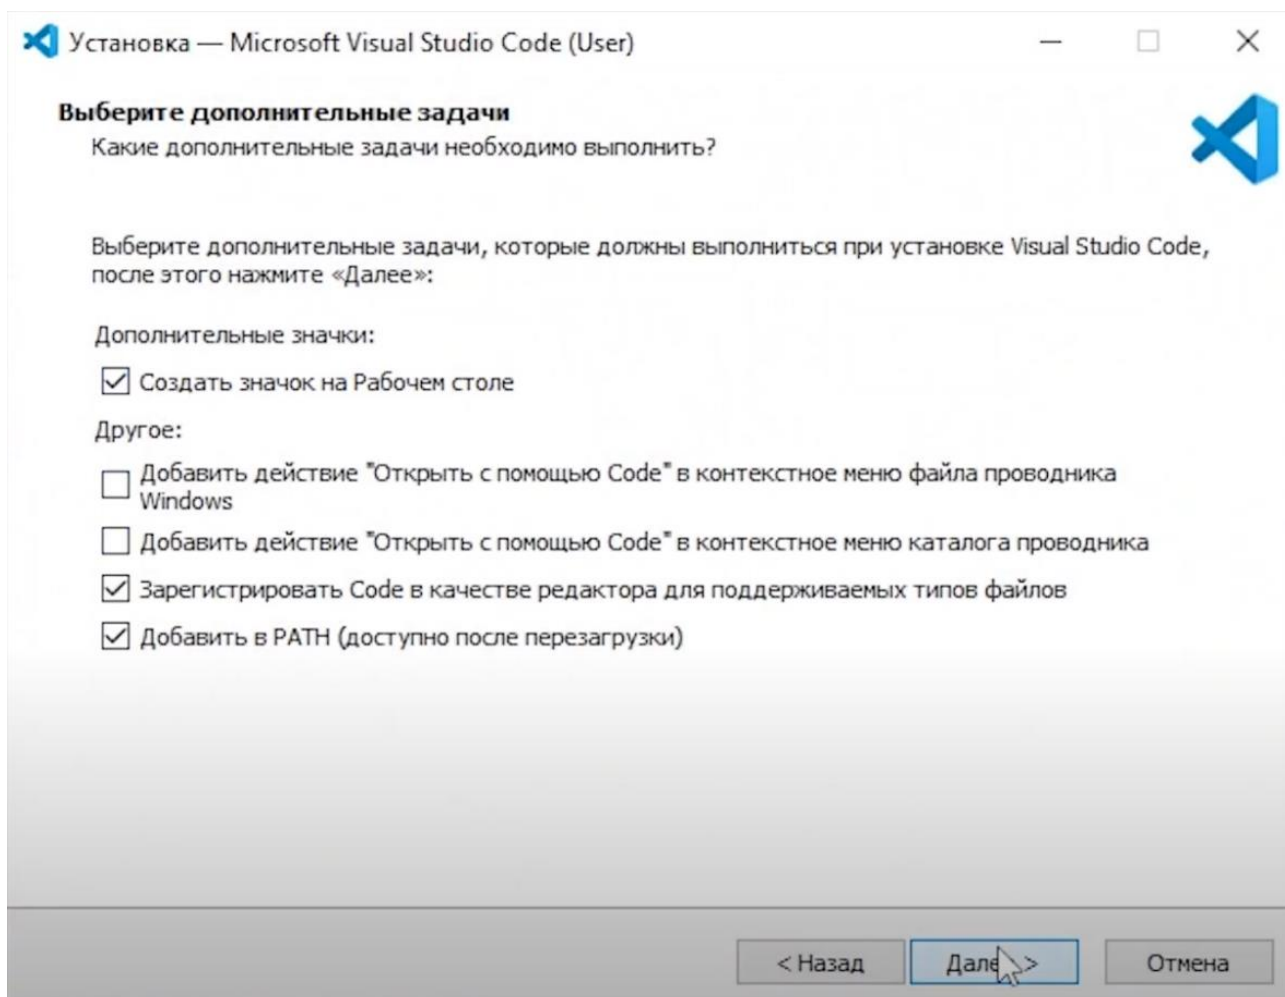 Установка — Microsoft Visual Studio Code (User)
Выберите дополнительные задачи
Какие дополнительные задачи необходимо выполнить?
Выберите дополнительные задачи, которые должны выполниться при установке Visual Studio Code,
после этого нажмите «Далее»:
Дополнительные значки:
Создать значок на Рабочем столе
Другое:
Добавить действие "Открыть с помощью Code" в контекстное меню файла проводника
Windows
Добавить действие "Открыть с помощью Code" в контекстное меню каталога проводника
Зарегистрировать Code в качестве редактора для поддерживаемых типов файлов
Добавить в PATH (доступно после перезагрузки)
< Назад
Далее >
Отмена